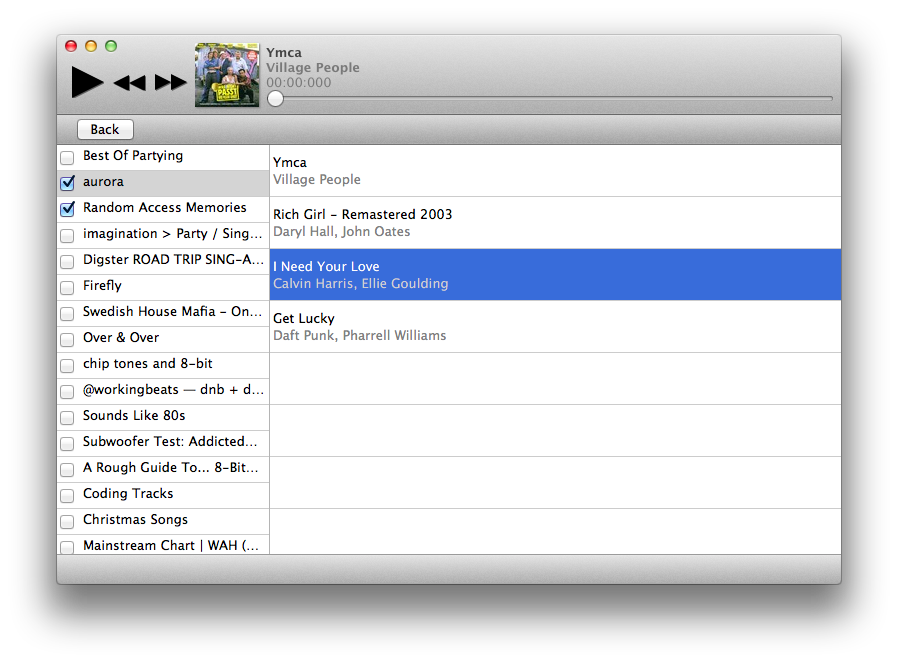 Ymca
Village People
00:00:000
Back
Best Of Partying
aurora
Random Access Memories
imagination > Party / Sing...
Digster ROAD TRIP SING-A...
Firefly
Swedish House Mafia – On...
Over & Over
chip tones and 8-bit
@workingbeats — dnb + d...
Sounds Like 80s
Subwoofer Test: Addicted...
A Rough Guide To... 8-Bit...
Coding Tracks
Christmas Songs
Mainstream Chart | WAH (...
Ymca
Village People
Rich Girl – Remastered 2003
Daryl Hall, John Oates
I Need Your Love
Calvin Harris, Ellie Goulding
Get Lucky
Daft Punk, Pharrell Williams